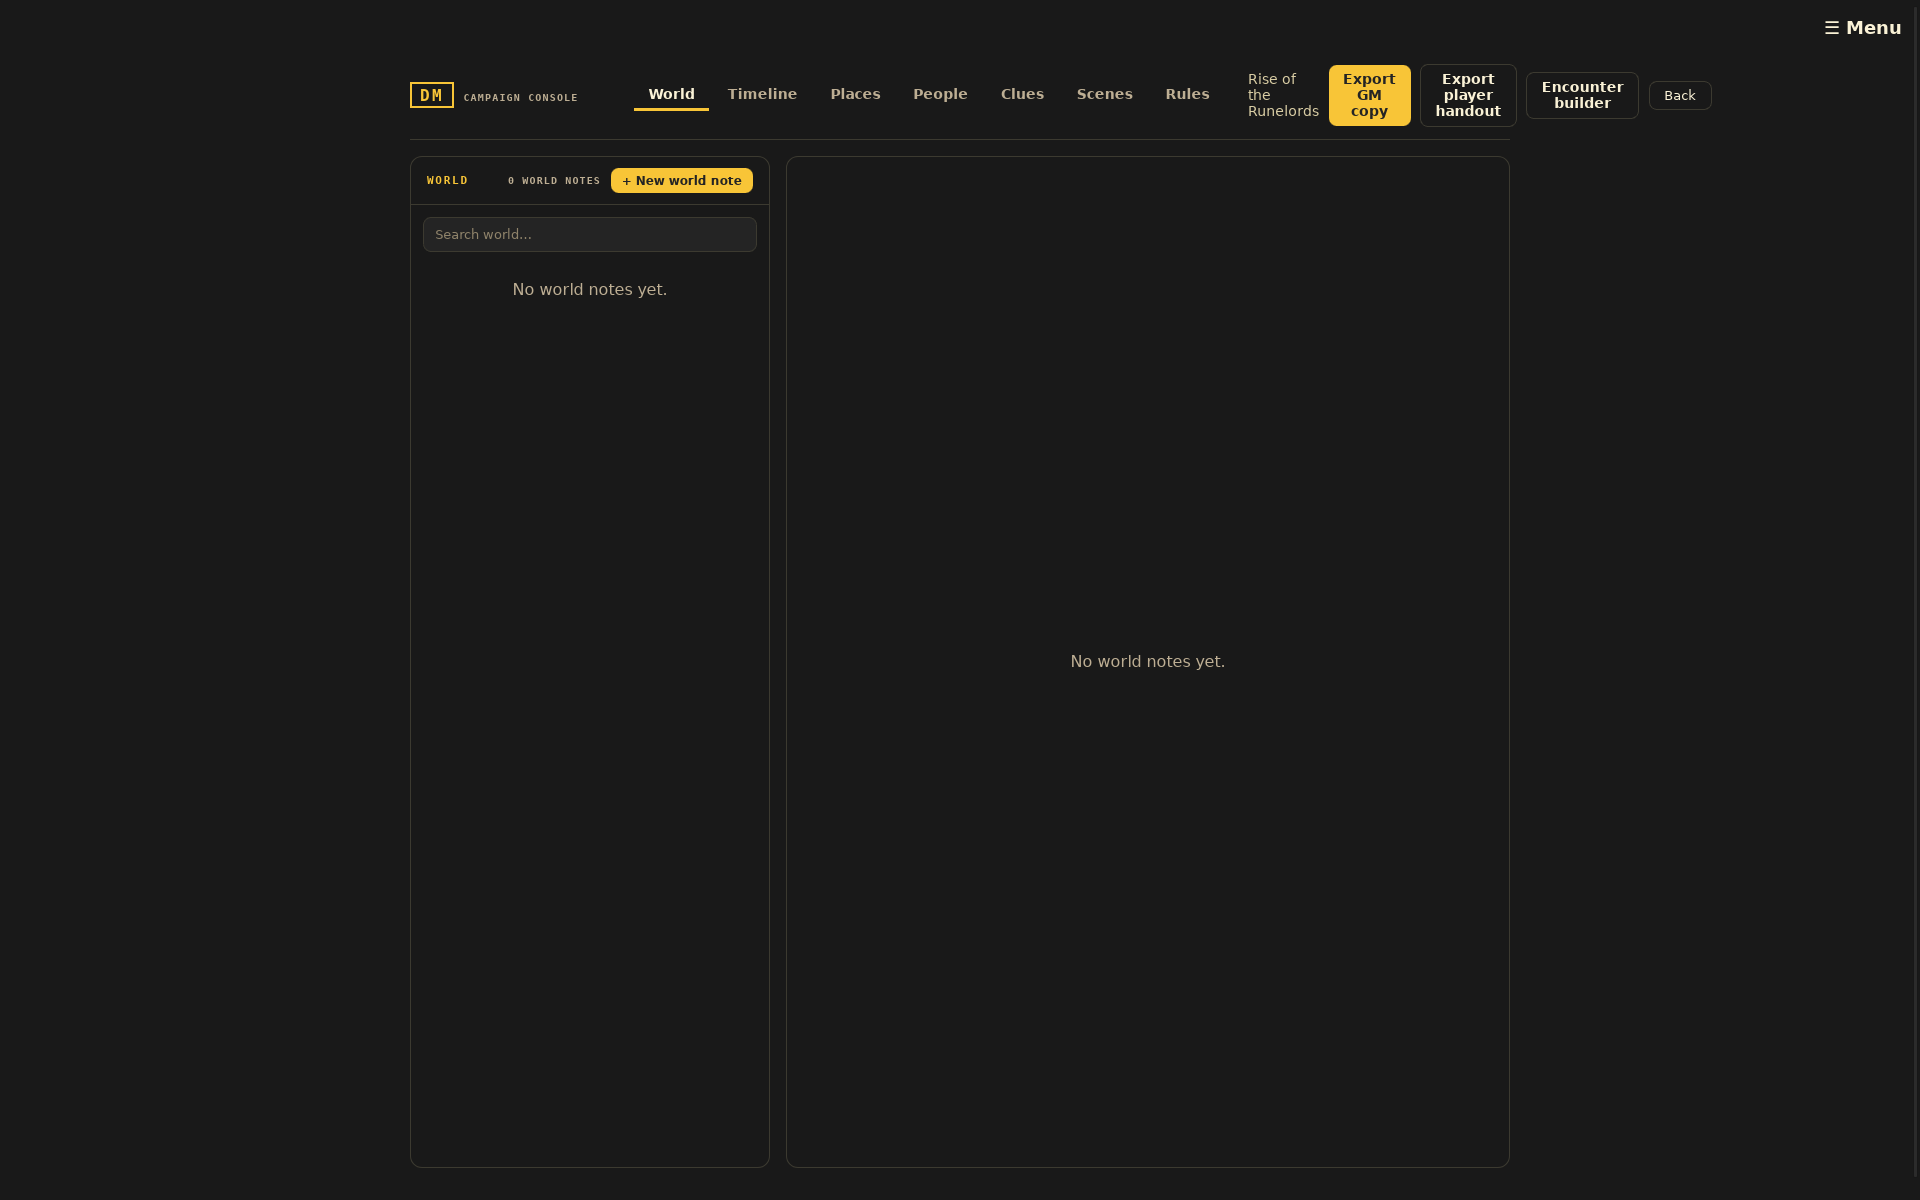 ☰ Menu
DM CAMPAIGN CONSOLE
World Timeline Places People Clues Scenes Rules
Rise of
the
Runelords
Export
GM
copy
Export
player
handout
Encounter
builder
Back
WORLD 0 WORLD NOTES + New world note
Search world...
No world notes yet.
No world notes yet.